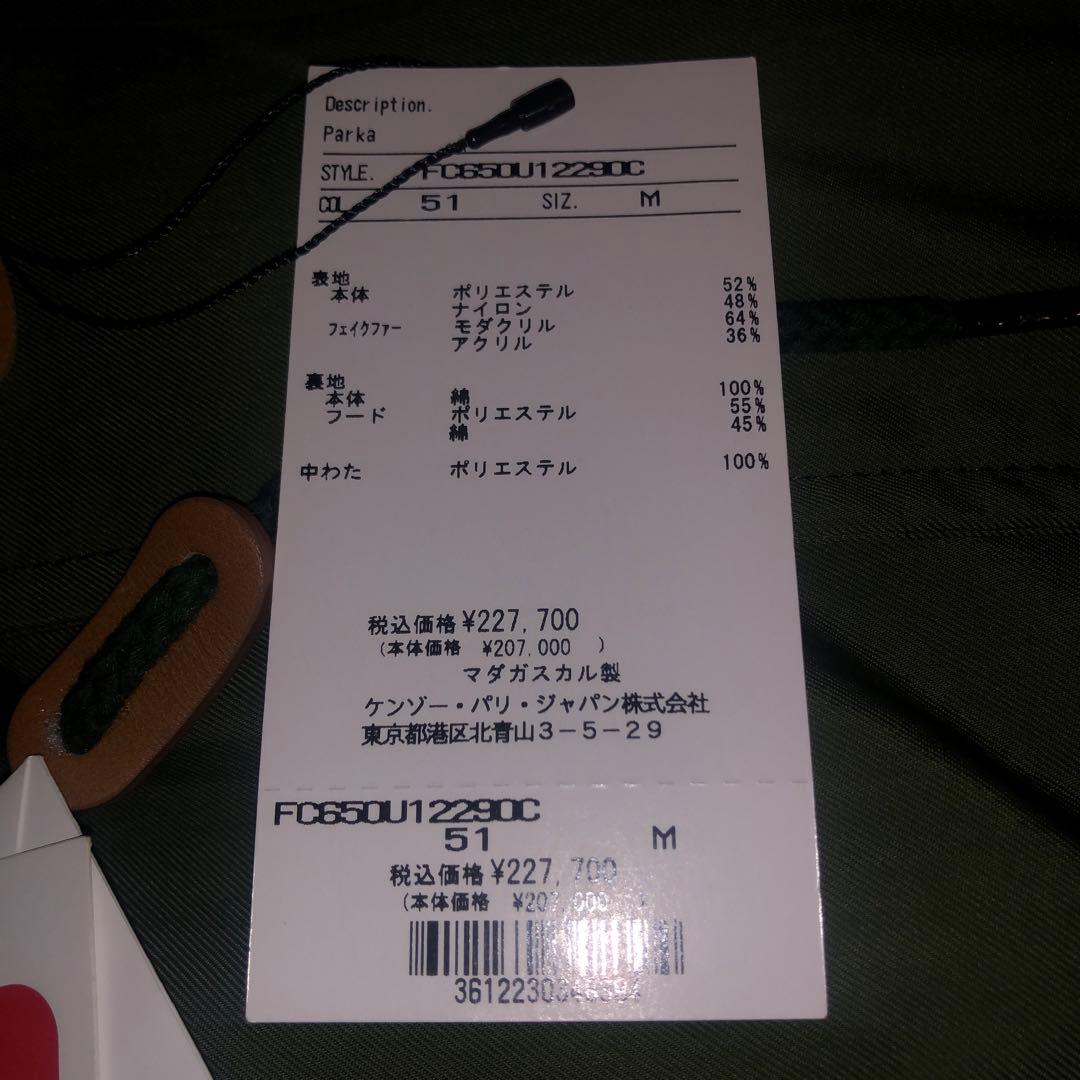 Description.
Parka
STYLE. FC650U12290C
COL 51 SIZ. M
表地
本体 ポリエステル 52%
ナイロン 48%
フェイクファー モダクリル 64%
アクリル 36%
裏地
本体 綿 100%
フード ポリエステル 55%
綿 45%
中わた ポリエステル 100%
税込価格¥227,700
(本体価格 ¥207,000 )
マダガスカル製
ケンゾー・パリ・ジャパン株式会社
東京都港区北青山3-5-29
FC650U12290C
51 M
税込価格¥227,700
(本体価格 ¥207,000 )